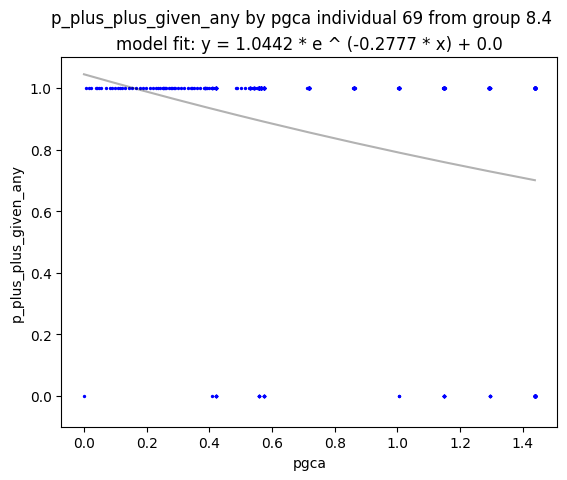 p_plus_plus_given_any by pgca individual 69 from group 8.4
model fit: y = 1.0442 * e ^ (-0.2777 * x) + 0.0
1.0
0.8
0.6
0.4
0.2
0.0
p_plus_plus_given_any
0.0 0.2 0.4 0.6 0.8 1.0 1.2 1.4
pgca